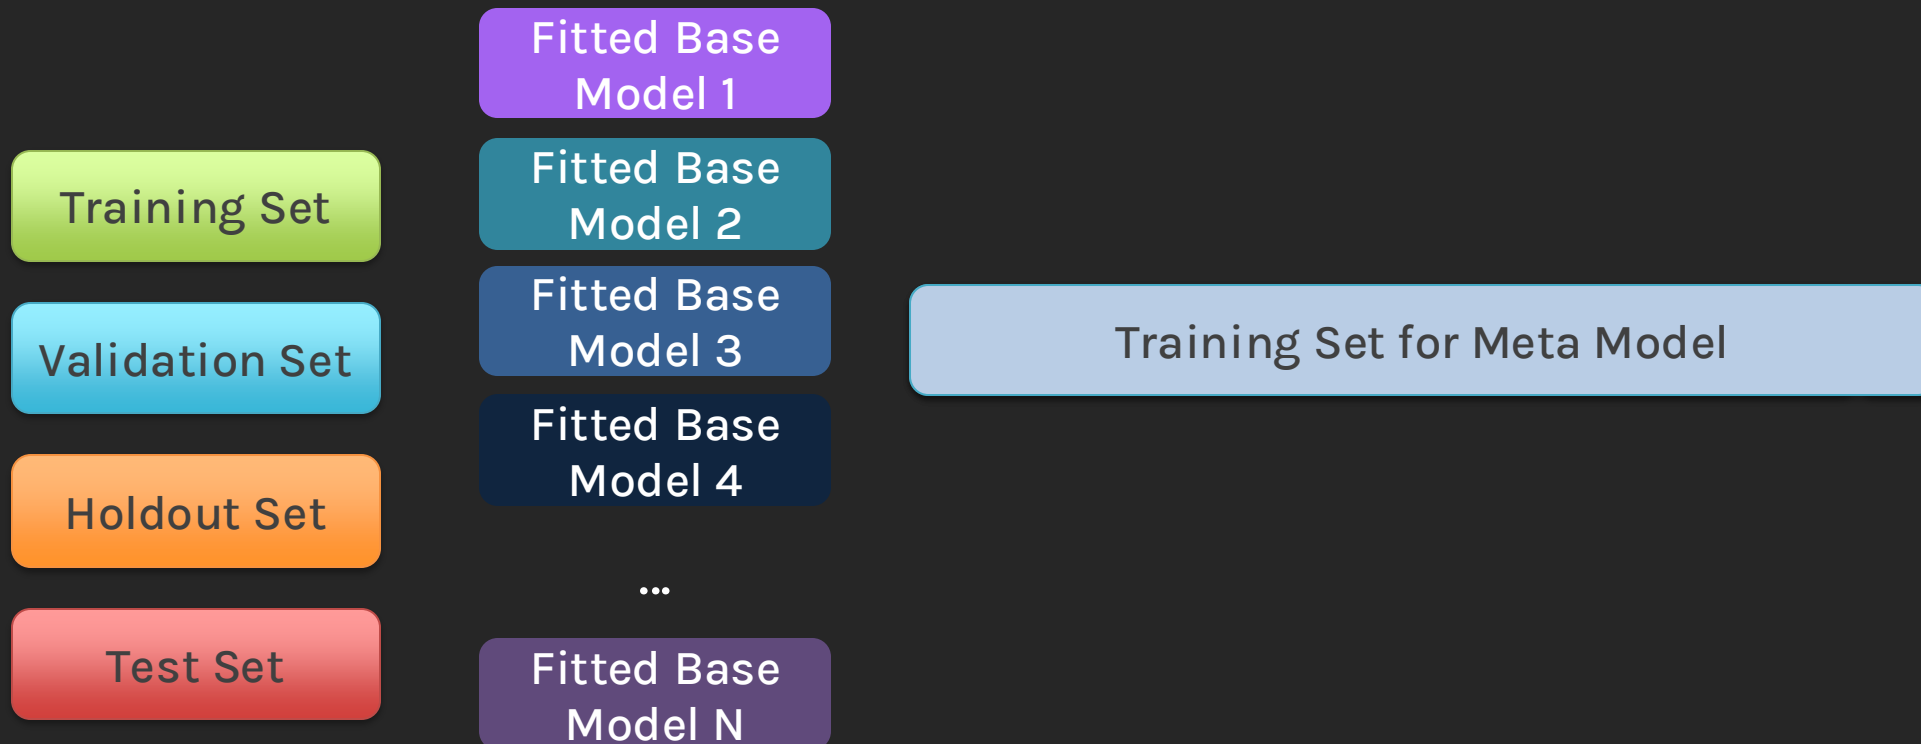 Training Set
Validation Set
Holdout Set
Test Set
Fitted Base
Model 1
Fitted Base
Model 2
Fitted Base
Model 3
Fitted Base
Model 4
...
Fitted Base
Model N
Training Set for Meta Model